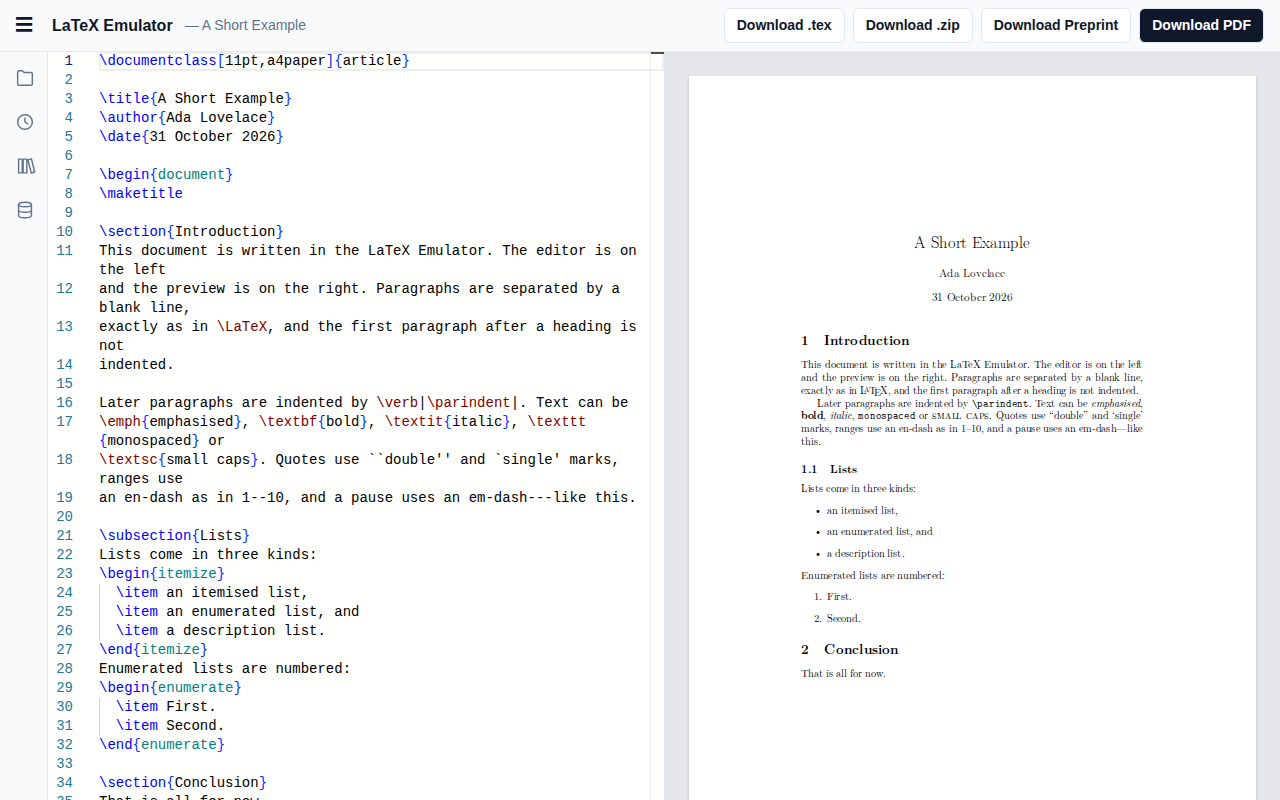 LaTeX Emulator — A Short Example
Download .tex Download .zip Download Preprint Download PDF
1 \documentclass[11pt,a4paper]{article}
2
3 \title{A Short Example}
4 \author{Ada Lovelace}
5 \date{31 October 2026}
6
7 \begin{document}
8 \maketitle
9
10 \section{Introduction}
11 This document is written in the LaTeX Emulator. The editor is on
the left
12 and the preview is on the right. Paragraphs are separated by a
blank line,
13 exactly as in \LaTeX, and the first paragraph after a heading is
not
14 indented.
15
16 Later paragraphs are indented by \verb|\parindent|. Text can be
17 \emph{emphasised}, \textbf{bold}, \textit{italic}, \texttt
{monospaced} or
18 \textsc{small caps}. Quotes use ``double'' and `single' marks,
ranges use
19 an en-dash as in 1--10, and a pause uses an em-dash---like this.
20
21 \subsection{Lists}
22 Lists come in three kinds:
23 \begin{itemize}
24 \item an itemised list,
25 \item an enumerated list, and
26 \item a description list.
27 \end{itemize}
28 Enumerated lists are numbered:
29 \begin{enumerate}
30 \item First.
31 \item Second.
32 \end{enumerate}
33
34 \section{Conclusion}
35 That is all for now.
A Short Example
Ada Lovelace
31 October 2026
1 Introduction
This document is written in the LaTeX Emulator. The editor is on the left
and the preview is on the right. Paragraphs are separated by a blank line,
exactly as in LATEX, and the first paragraph after a heading is not indented.
Later paragraphs are indented by \parindent. Text can be emphasised,
bold, italic, monospaced or SMALL CAPS. Quotes use “double” and ‘single’
marks, ranges use an en-dash as in 1–10, and a pause uses an em-dash—like
this.
1.1 Lists
Lists come in three kinds:
• an itemised list,
• an enumerated list, and
• a description list.
Enumerated lists are numbered:
1. First.
2. Second.
2 Conclusion
That is all for now.